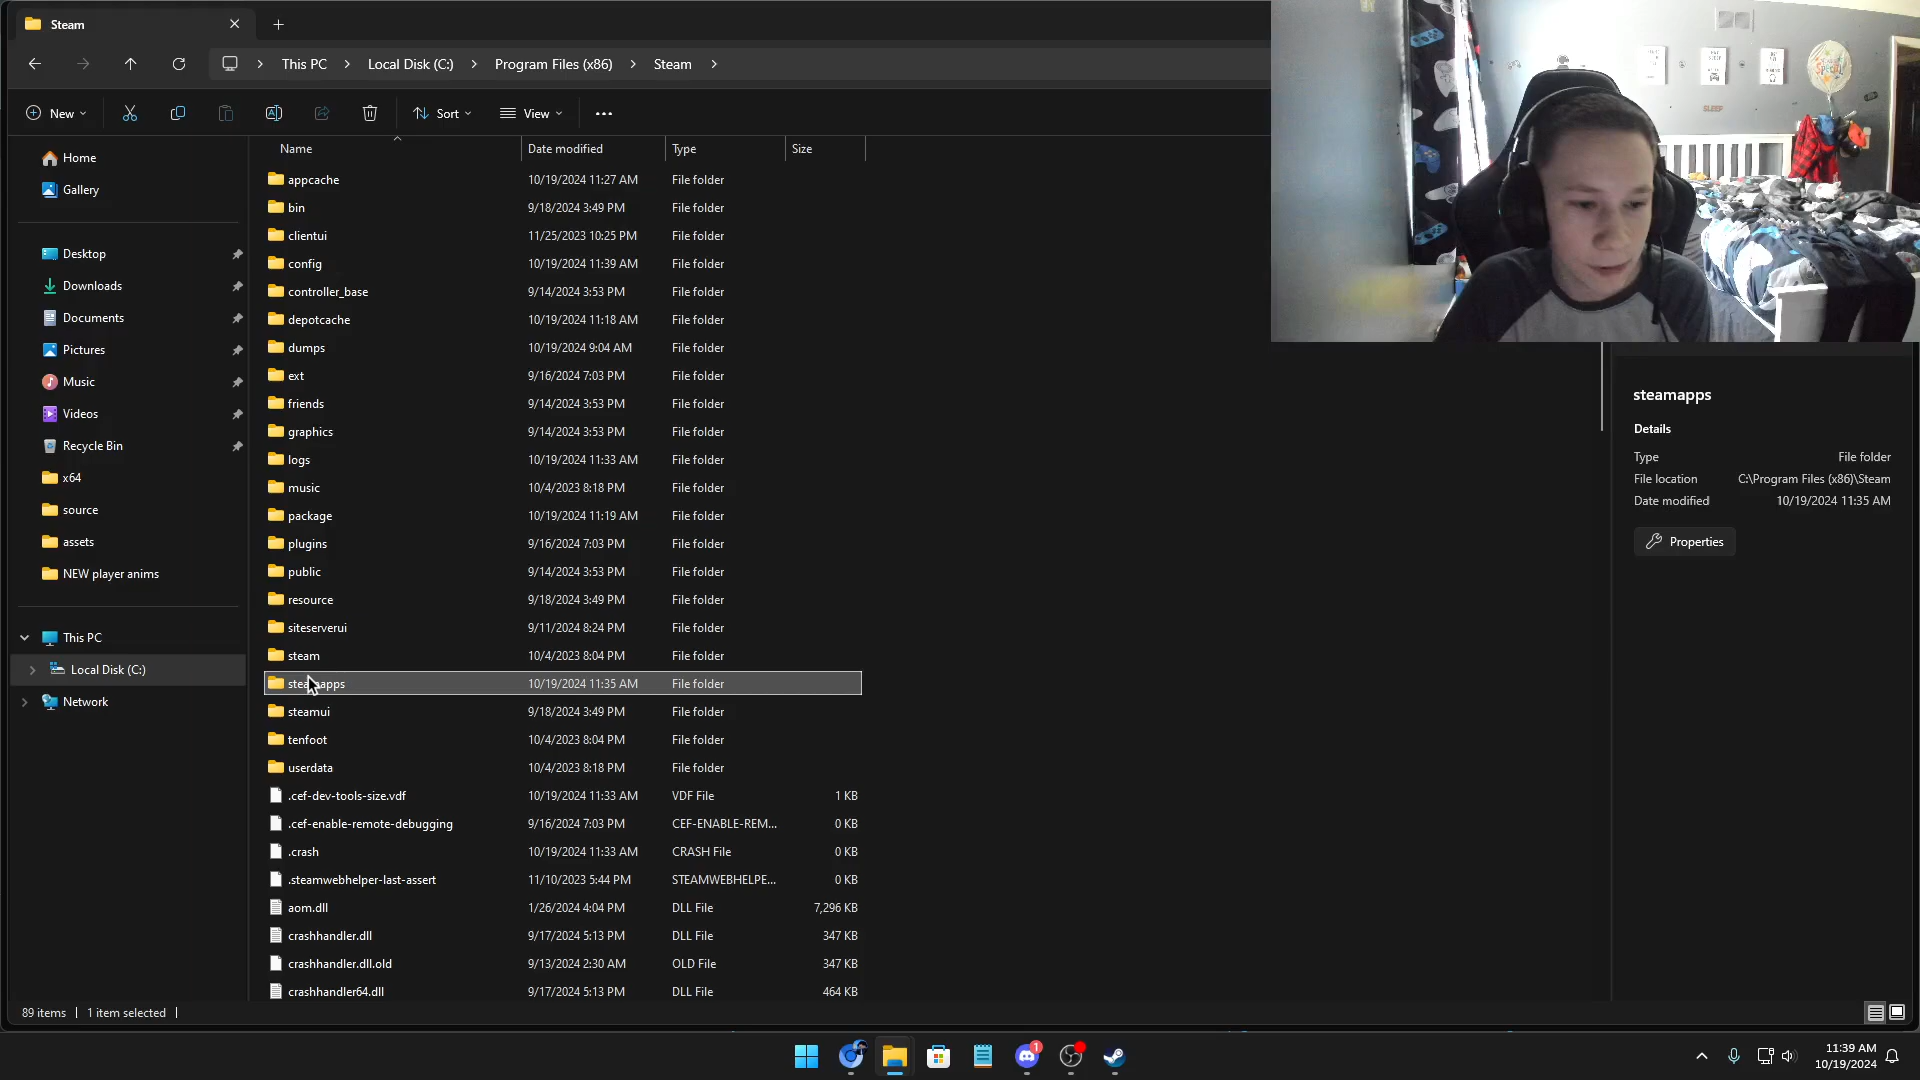 Steam
This PC
Local Disk (C:)
Program Files (x86)
Steam
New
Sort
View
Name
Date modified
Type
Size
Home
Gallery
Desktop
Downloads
Documents
Pictures
Music
Videos
Recycle Bin
x64
source
assets
NEW player anims
This PC
Local Disk (C:)
Network
appcache 10/19/2024 11:27 AM File folder
bin 9/18/2024 3:49 PM File folder
clientui 11/25/2023 10:25 PM File folder
config 10/19/2024 11:39 AM File folder
controller_base 9/14/2024 3:53 PM File folder
depotcache 10/19/2024 11:18 AM File folder
dumps 10/19/2024 9:04 AM File folder
ext 9/16/2024 7:03 PM File folder
friends 9/14/2024 3:53 PM File folder
graphics 9/14/2024 3:53 PM File folder
logs 10/19/2024 11:33 AM File folder
music 10/4/2023 8:18 PM File folder
package 10/19/2024 11:19 AM File folder
plugins 9/16/2024 7:03 PM File folder
public 9/14/2024 3:53 PM File folder
resource 9/18/2024 3:49 PM File folder
siteserverui 9/11/2024 8:24 PM File folder
steam 10/4/2023 8:04 PM File folder
steamapps 10/19/2024 11:35 AM File folder
steamui 9/18/2024 3:49 PM File folder
tenfoot 10/4/2023 8:04 PM File folder
userdata 10/4/2023 8:18 PM File folder
.cef-dev-tools-size.vdf 10/19/2024 11:33 AM VDF File 1 KB
.cef-enable-remote-debugging 9/16/2024 7:03 PM CEF-ENABLE-REM... 0 KB
.crash 10/19/2024 11:33 AM CRASH File 0 KB
.steamwebhelper-last-assert 11/10/2023 5:44 PM STEAMWEBHELPE... 0 KB
aom.dll 1/26/2024 4:04 PM DLL File 7,296 KB
crashhandler.dll 9/17/2024 5:13 PM DLL File 347 KB
crashhandler.dll.old 9/13/2024 2:30 AM OLD File 347 KB
crashhandler64.dll 9/17/2024 5:13 PM DLL File 464 KB
SLEEP
steamapps
Details
Type File folder
File location C:\Program Files (x86)\Steam
Date modified 10/19/2024 11:35 AM
Properties
89 items
1 item selected
1
11:39 AM
10/19/2024